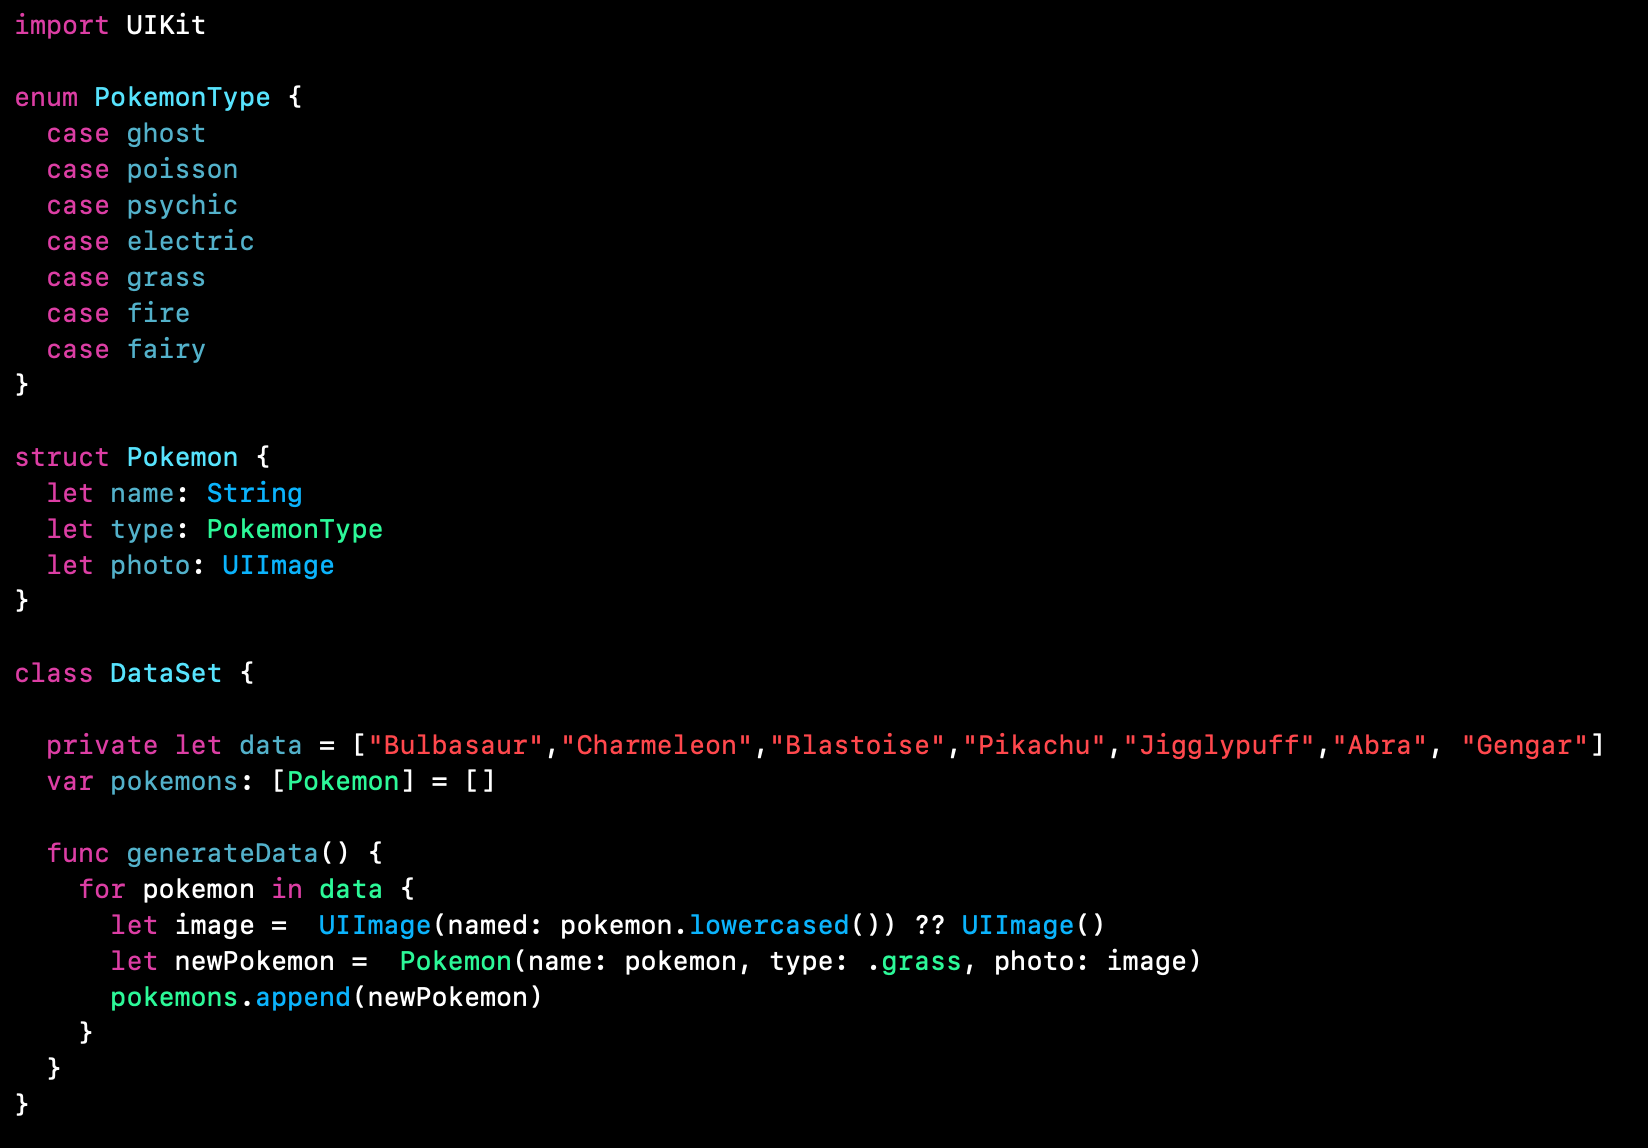 import UIKit
enum PokemonType {
case ghost
case poisson
case psychic
case electric
case grass
case fire
case fairy
}
struct Pokemon {
let name: String
let type: PokemonType
let photo: UIImage
}
class DataSet {
private let data = ["Bulbasaur","Charmeleon","Blastoise","Pikachu","Jigglypuff","Abra", "Gengar"]
var pokemons: [Pokemon] = []
func generateData() {
for pokemon in data {
let image =  UIImage(named: pokemon.lowercased()) ?? UIImage()
let newPokemon =  Pokemon(name: pokemon, type: .grass, photo: image)
pokemons.append(newPokemon)
}
}
}